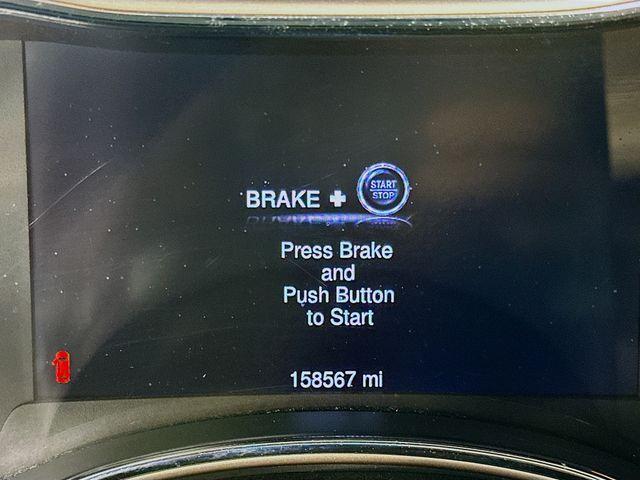 BRAKE + START
STOP
Press Brake
and
Push Button
to Start
158567 mi